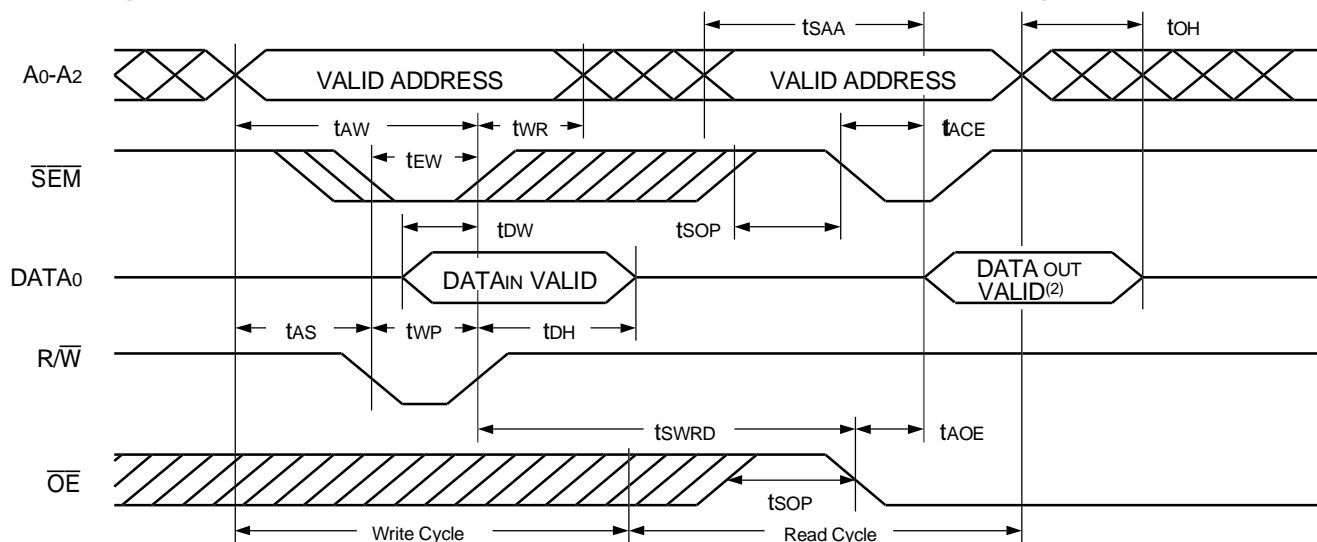 tSAA
tOH
A0-A2
VALID ADDRESS
VALID ADDRESS
tAW
tWR
tACE
tEW
SEM
tSOP
tDW
DATA0
DATAIN VALID
DATA OUT
VALID(2)
tAS
tWP
tDH
R/W
tSWRD
tAOE
OE
tSOP
Write Cycle
Read Cycle